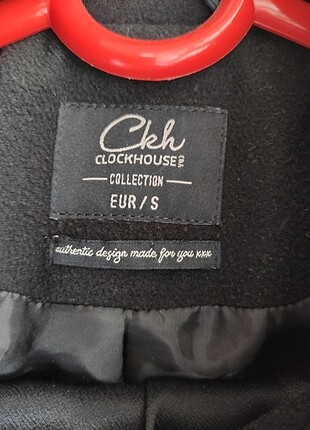 Ckh
CLOCKHOUSE C&A
COLLECTION
EUR/S
authentic design made for you xxx